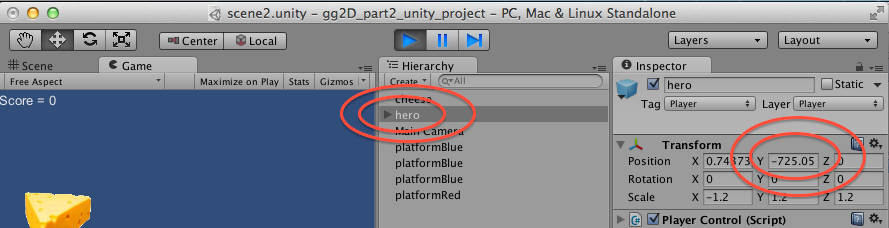 scene2.unity – gg2D_part2_unity_project – PC, Mac & Linux Standalone
Center Local Layers Layout
Scene Game Hierarchy Inspector
Free Aspect Maximize on Play Stats Gizmos Create All hero Static
Score = 0 cheese Tag Player Layer Player
hero
Main Camera Transform
platformBlue Position X 0.74373 Y -725.05 Z 0
platformBlue Rotation X 0 Y 0 Z 0
platformBlue Scale X -1.2 Y 1.2 Z 1.2
platformRed
Player Control (Script)